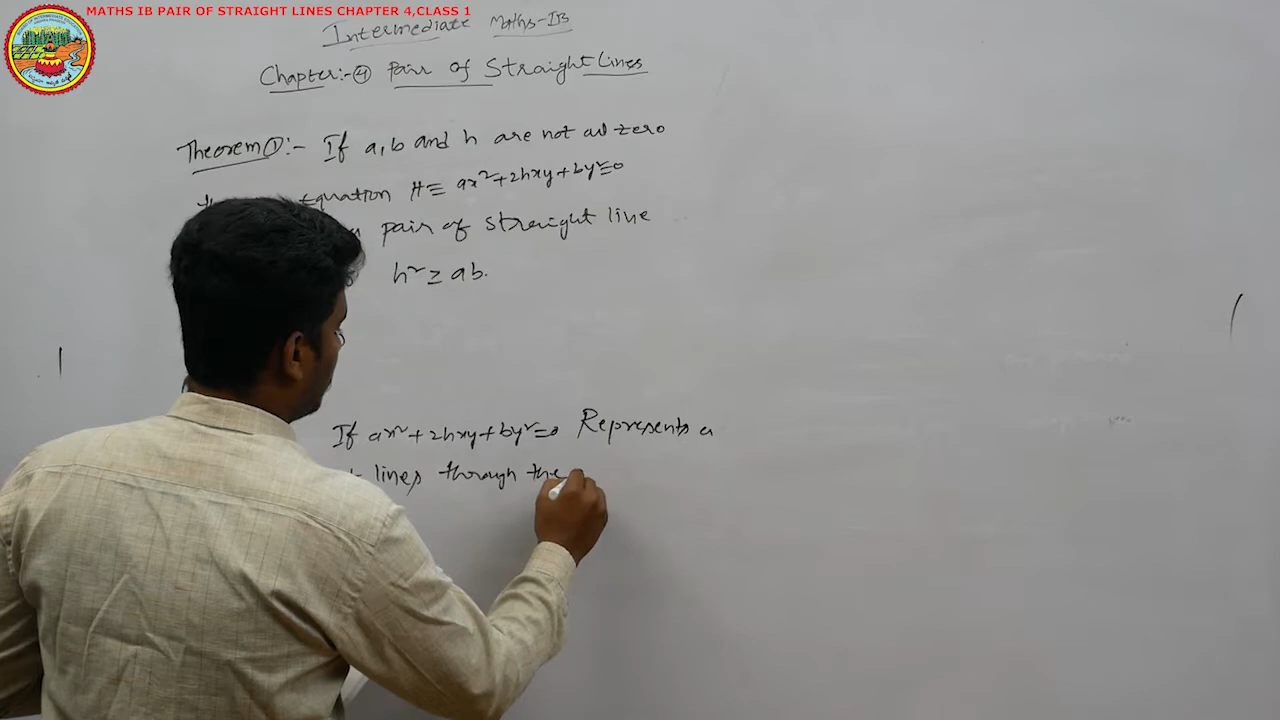 MATHS IB PAIR OF STRAIGHT LINES CHAPTER 4,CLASS 1
Intermediate Maths-IB
Chapter:-④ Pair of Straight Lines
Theorem①:- If a,b and h are not all zero
equation H≡ ax²+2hxy+by²=0
pair of straight line
h²≥ab.
If ax²+2hxy+by²=0 Represents a
lines through the